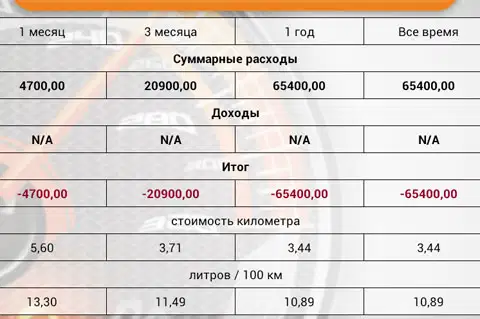 1 месяц 3 месяца 1 год Все время
Суммарные расходы
4700,00 20900,00 65400,00 65400,00
Доходы
N/A N/A N/A N/A
Итог
-4700,00 -20900,00 -65400,00 -65400,00
стоимость километра
5,60 3,71 3,44 3,44
литров / 100 км
13,30 11,49 10,89 10,89